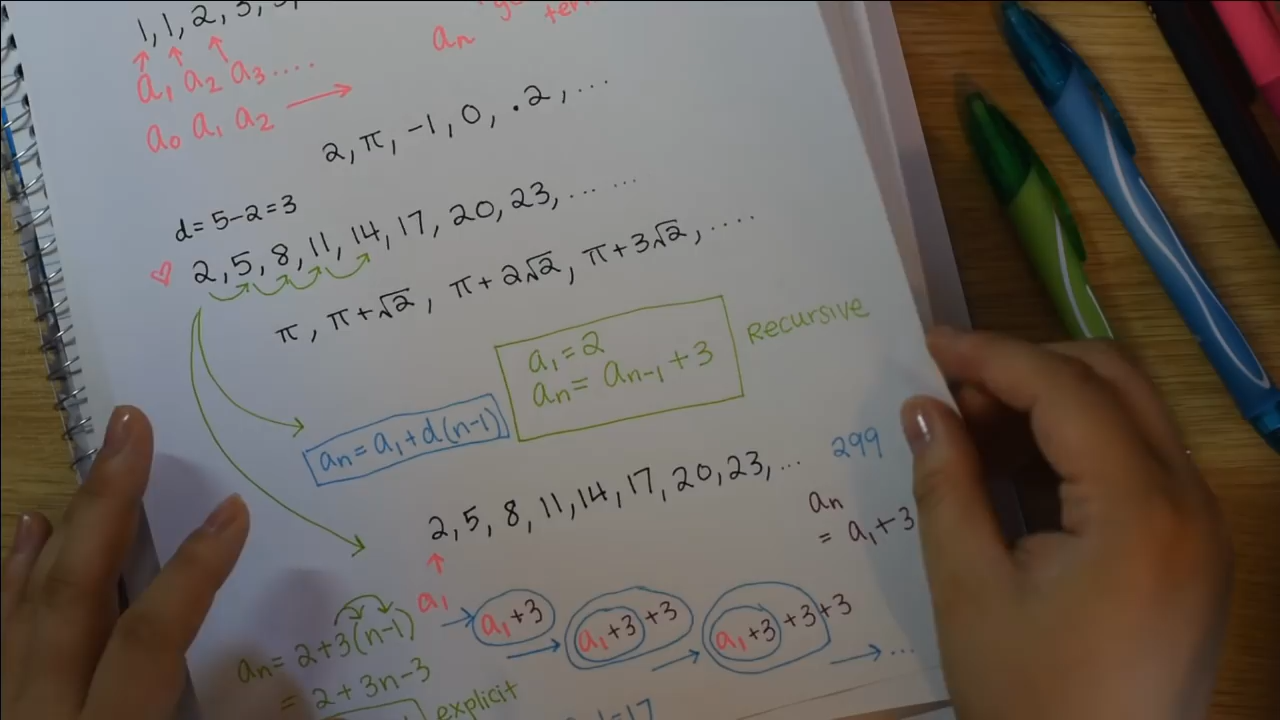 1, 1, 2, 3,
a₁ a₂ a₃ ....
a₀ a₁ a₂ →
aₙ
2, π, -1, 0, .2, ...
d = 5-2 = 3
♡ 2, 5, 8, 11, 14, 17, 20, 23, ... ...
π, π+√2, π+2√2, π+3√2, ....
a₁ = 2
aₙ = aₙ₋₁ + 3
Recursive
aₙ = a₁ + d(n-1)
2, 5, 8, 11, 14, 17, 20, 23, ...
299
aₙ
= a₁ + 3
a₁ → a₁+3 → a₁+3+3 → a₁+3+3+3 → ...
aₙ = 2+3(n-1)
= 2+3n-3
explicit
=17